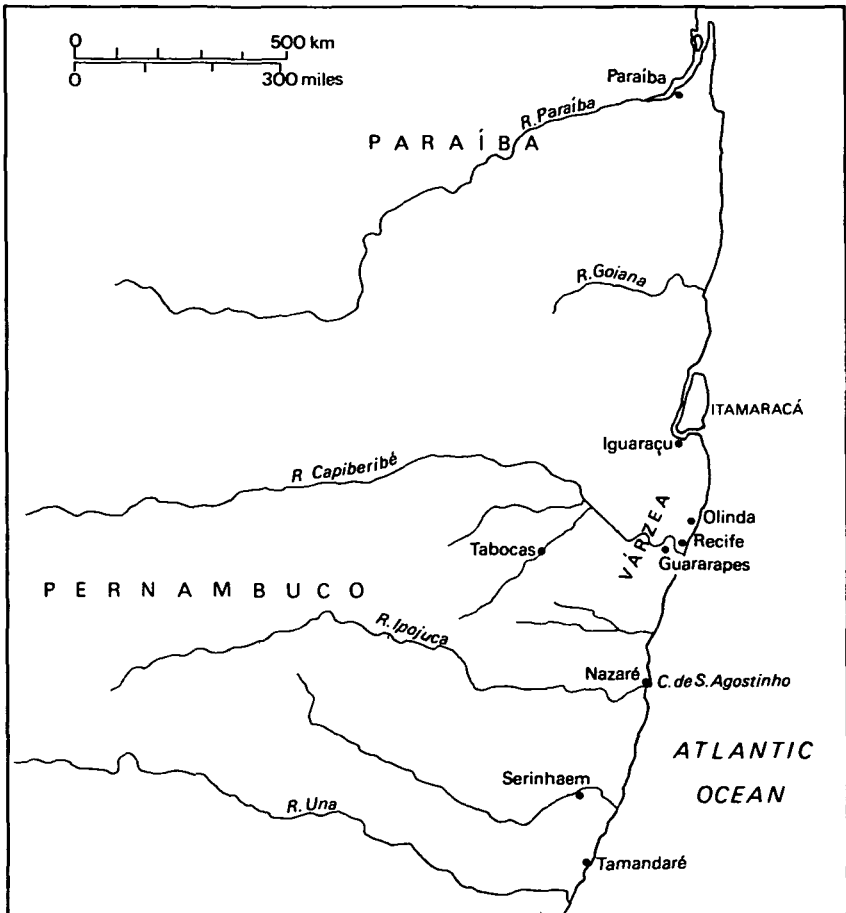 0 500 km
0 300 miles
Paraíba
R. Paraíba
PARAÍBA
R. Goiana
ITAMARACÁ
Iguaraçu
R Capiberibé
VÁRZEA
Olinda
Recife
Guararapes
Tabocas
PERNAMBUCO
R. Ipojuca
Nazaré
C. de S. Agostinho
ATLANTIC
OCEAN
Serinhaem
R. Una
Tamandaré